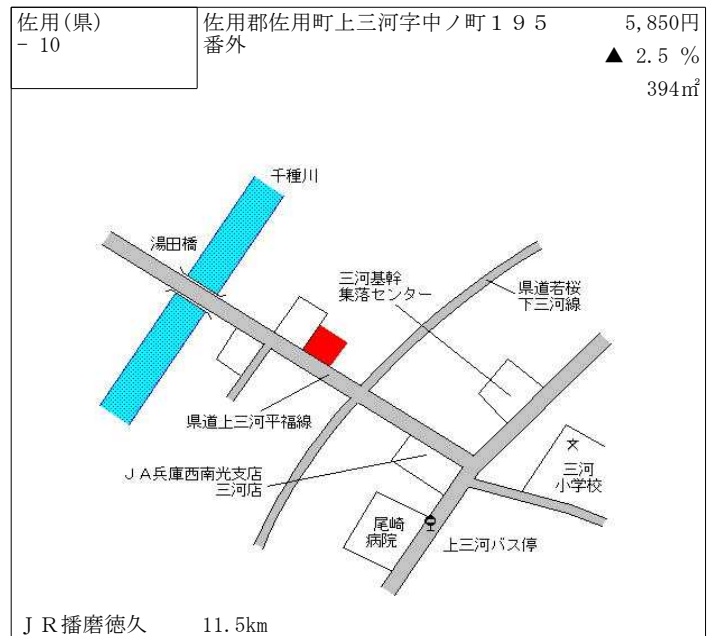 佐用(県)
- 10
佐用郡佐用町上三河字中ノ町１９５
番外
5,850円
▲ 2.5 %
394㎡
千種川
湯田橋
三河基幹
集落センター
県道若桜
下三河線
県道上三河平福線
ＪＡ兵庫西南光支店
三河店
文
三河
小学校
尾崎
病院
上三河バス停
ＪＲ播磨徳久 11.5km